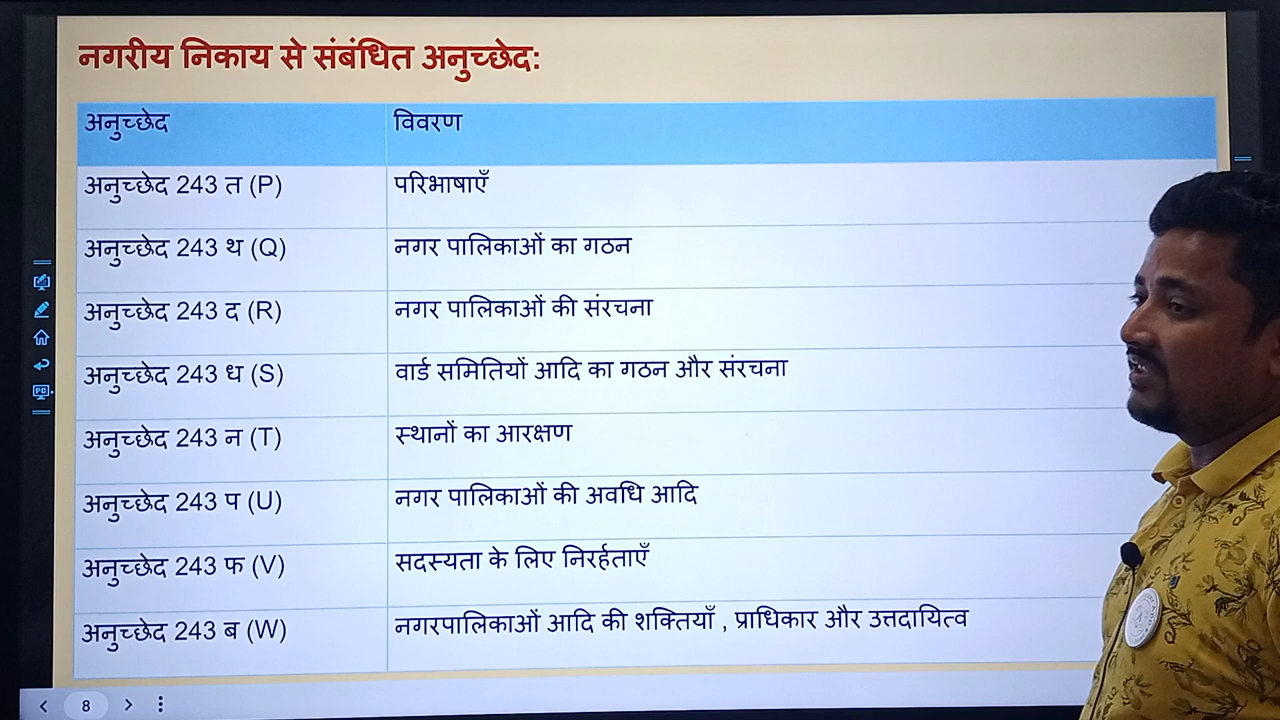 नगरीय निकाय से संबंधित अनुच्छेद:
अनुच्छेद विवरण
अनुच्छेद 243 त (P) परिभाषाएँ
अनुच्छेद 243 थ (Q) नगर पालिकाओं का गठन
अनुच्छेद 243 द (R) नगर पालिकाओं की संरचना
अनुच्छेद 243 ध (S) वार्ड समितियों आदि का गठन और संरचना
अनुच्छेद 243 न (T) स्थानों का आरक्षण
अनुच्छेद 243 प (U) नगर पालिकाओं की अवधि आदि
अनुच्छेद 243 फ (V) सदस्यता के लिए निरर्हताएँ
अनुच्छेद 243 ब (W) नगरपालिकाओं आदि की शक्तियाँ , प्राधिकार और उत्तदायित्व
8